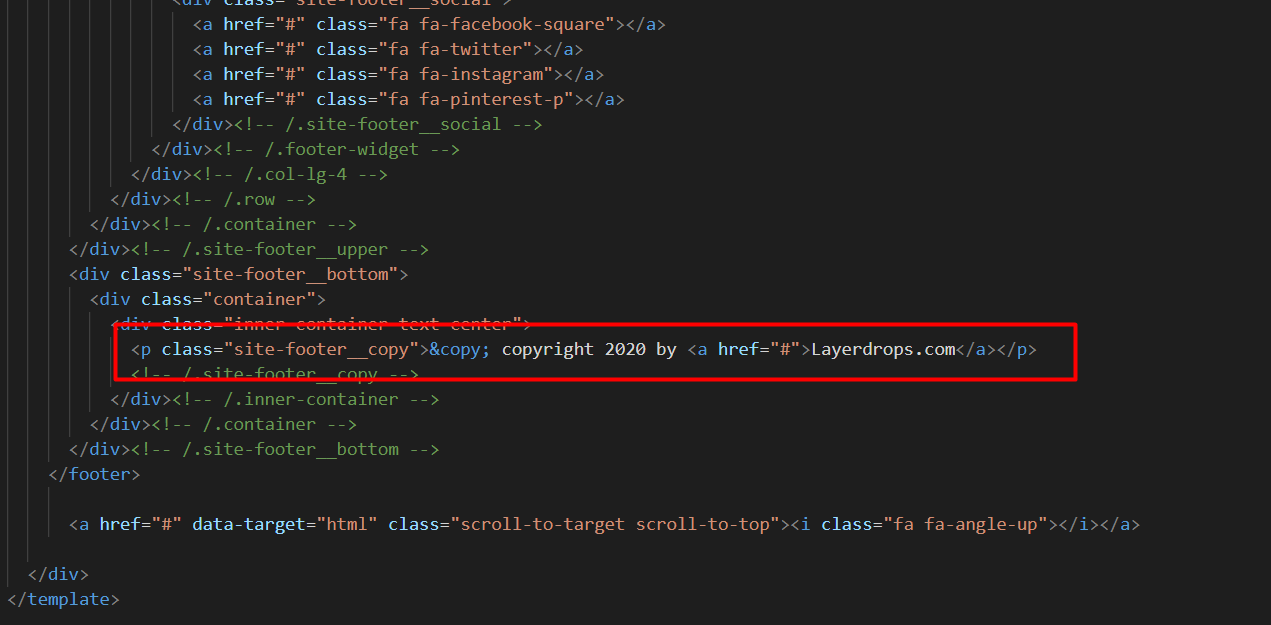 <div class="site-footer__social">
<a href="#" class="fa fa-facebook-square"></a>
<a href="#" class="fa fa-twitter"></a>
<a href="#" class="fa fa-instagram"></a>
<a href="#" class="fa fa-pinterest-p"></a>
</div><!-- /.site-footer__social -->
</div><!-- /.footer-widget -->
</div><!-- /.col-lg-4 -->
</div><!-- /.row -->
</div><!-- /.container -->
</div><!-- /.site-footer__upper -->
<div class="site-footer__bottom">
<div class="container">
<div class="inner-container text-center">
<p class="site-footer__copy">&copy; copyright 2020 by <a href="#">Layerdrops.com</a></p>
<!-- /.site-footer__copy -->
</div><!-- /.inner-container -->
</div><!-- /.container -->
</div><!-- /.site-footer__bottom -->
</footer>
<a href="#" data-target="html" class="scroll-to-target scroll-to-top"><i class="fa fa-angle-up"></i></a>
</div>
</template>